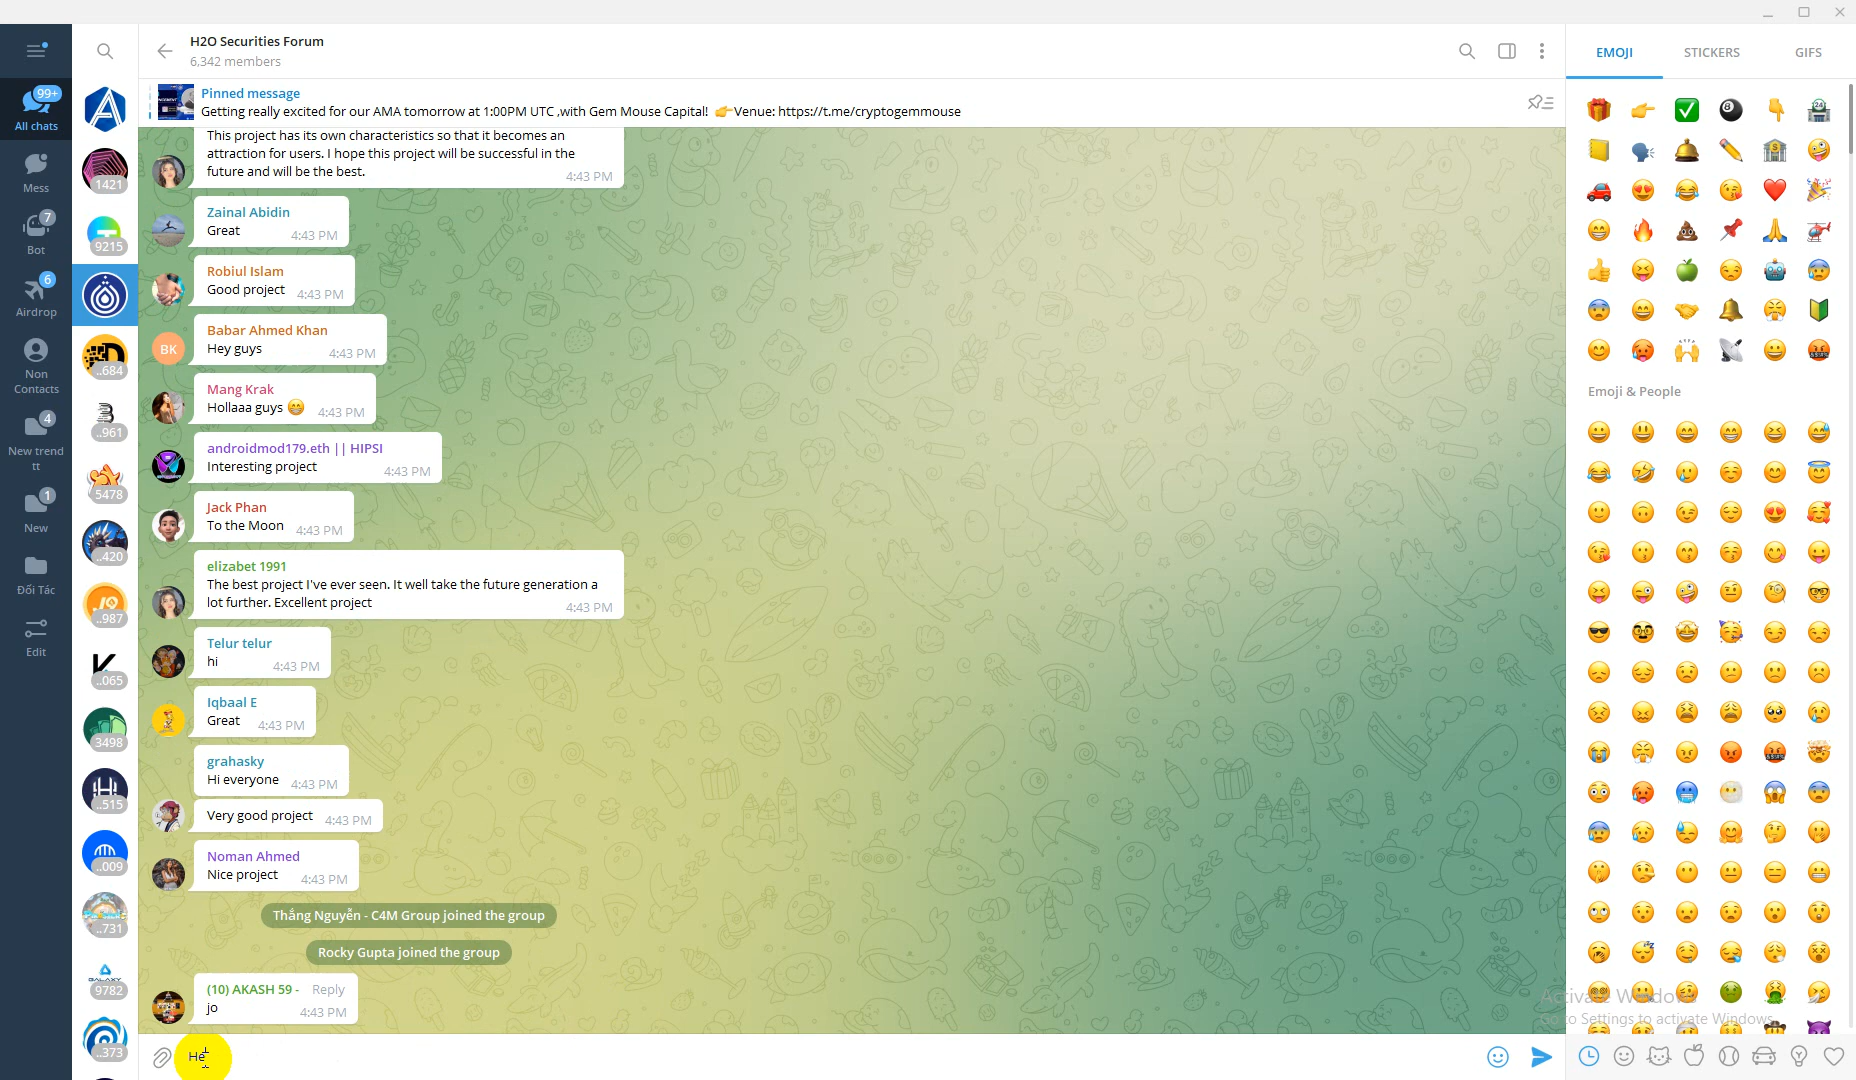 H2O Securities Forum
6,342 members
EMOJI
STICKERS
GIFS
Pinned message
Getting really excited for our AMA tomorrow at 1:00PM UTC ,with Gem Mouse Capital! 👉Venue: https://t.me/cryptogemmouse
99+
All chats
Mess
7
Bot
6
Airdrop
Non
Contacts
4
New trend
tt
1
New
Đối Tác
Edit
1421
9215
..684
..961
5478
..420
..987
..065
3498
..515
..009
..731
9782
..373
This project has its own characteristics so that it becomes an
attraction for users. I hope this project will be successful in the
future and will be the best.
4:43 PM
Zainal Abidin
Great 4:43 PM
Robiul Islam
Good project 4:43 PM
BK
Babar Ahmed Khan
Hey guys 4:43 PM
Mang Krak
Hollaaa guys 😁 4:43 PM
androidmod179.eth || HIPSI
Interesting project 4:43 PM
Jack Phan
To the Moon 4:43 PM
elizabet 1991
The best project I've ever seen. It well take the future generation a
lot further. Excellent project 4:43 PM
Telur telur
hi 4:43 PM
Iqbaal E
Great 4:43 PM
grahasky
Hi everyone 4:43 PM
Very good project 4:43 PM
Noman Ahmed
Nice project 4:43 PM
Thắng Nguyễn - C4M Group joined the group
Rocky Gupta joined the group
(10) AKASH 59 - Reply
jo 4:43 PM
He
Emoji & People
Activate Windows
Go to Settings to activate Windows.